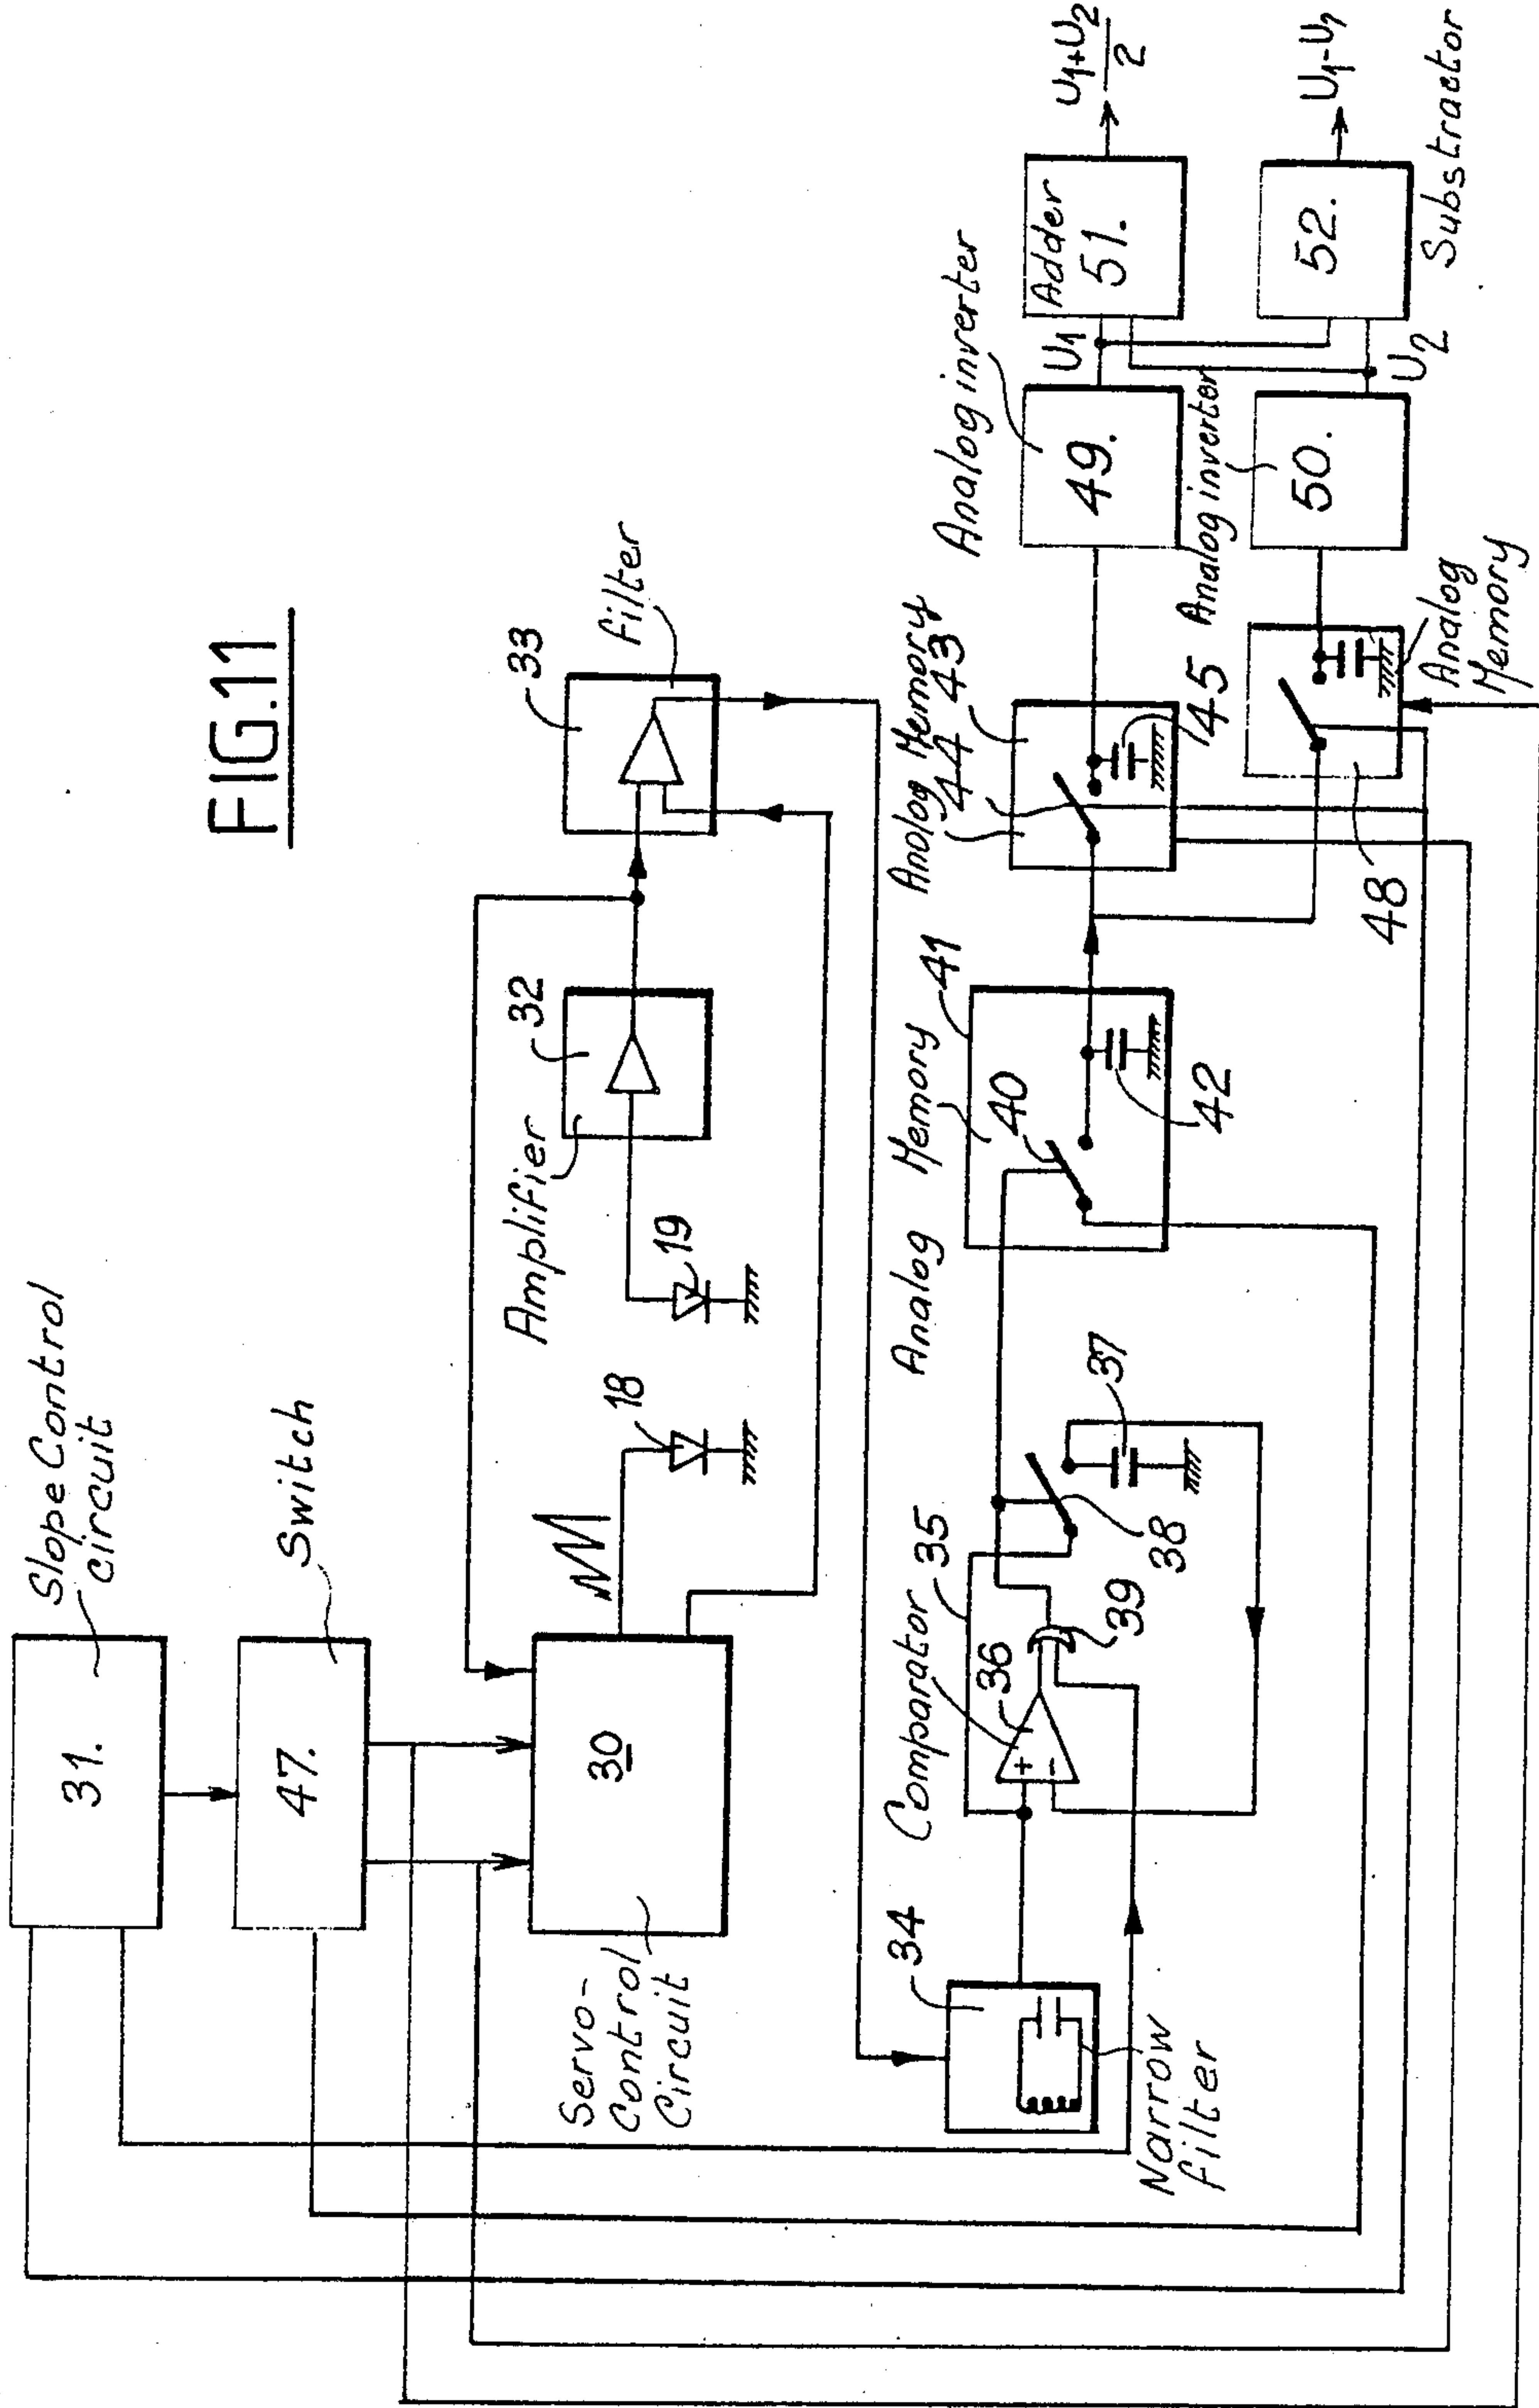 FIG.11
Slope Control
circuit
31.
Switch
47.
Servo-
Control
Circuit
30
18
19
Amplifier
32
33
filter
34
Narrow
filter
Comparator
35
36
+
-
39
38
37
Analog Memory
41
40
42
Anolog Memory
44
43
45
48
Analog
Memory
Analog inverter
49.
Analog inverter
50.
U1
U2
Adder
51.
52.
Substractor
U1+U2
2
U1-U2